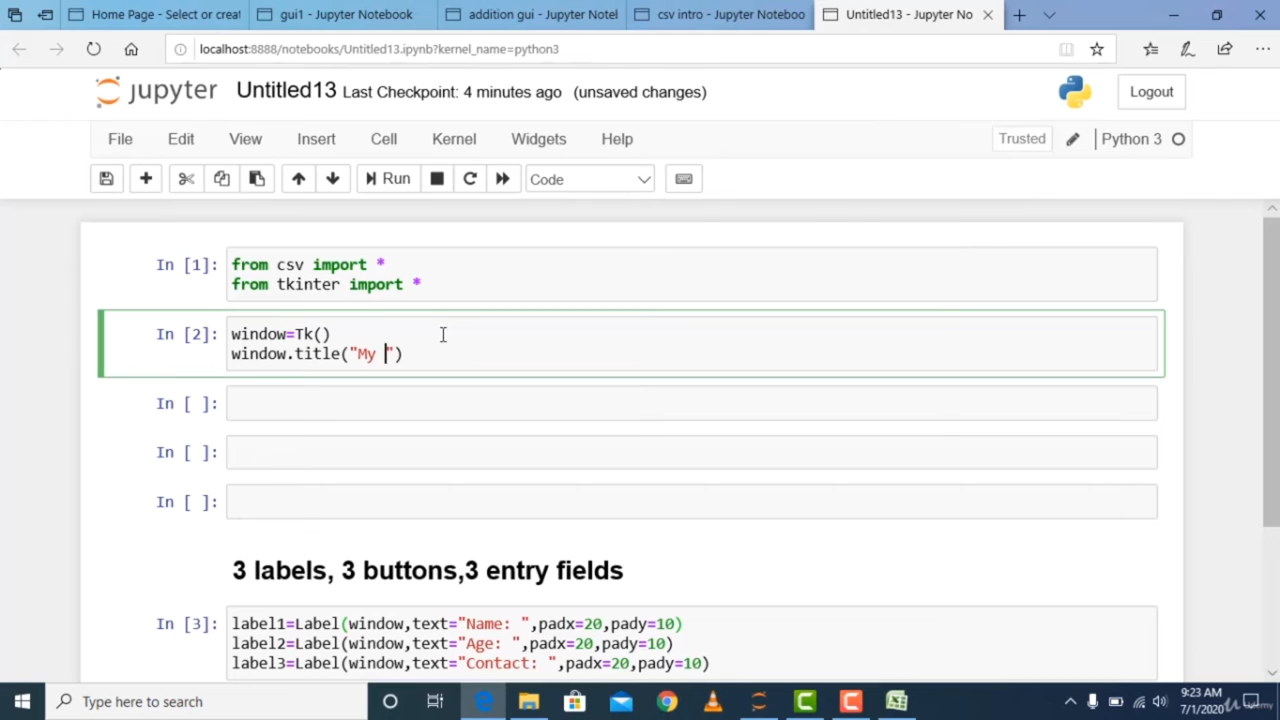 Home Page - Select or creat
gui1 - Jupyter Notebook
addition gui - Jupyter Notel
csv intro - Jupyter Noteboo
Untitled13 - Jupyter No
localhost:8888/notebooks/Untitled13.ipynb?kernel_name=python3
jupyter Untitled13 Last Checkpoint: 4 minutes ago (unsaved changes)
Logout
File Edit View Insert Cell Kernel Widgets Help
Trusted
Python 3
Run
Code
In [1]: from csv import *
from tkinter import *
In [2]: window=Tk()
window.title("My ")
In [ ]:
In [ ]:
In [ ]:
3 labels, 3 buttons,3 entry fields
In [3]: label1=Label(window,text="Name: ",padx=20,pady=10)
label2=Label(window,text="Age: ",padx=20,pady=10)
label3=Label(window,text="Contact: ",padx=20,pady=10)
Type here to search
9:23 AM
7/1/2020
Udemy